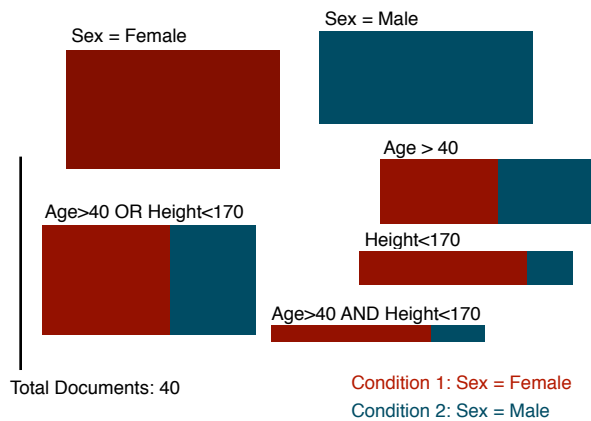 Sex = Male
Sex = Female
Age > 40
Age>40 OR Height<170
Height<170
Age>40 AND Height<170
Total Documents: 40
Condition 1: Sex = Female
Condition 2: Sex = Male